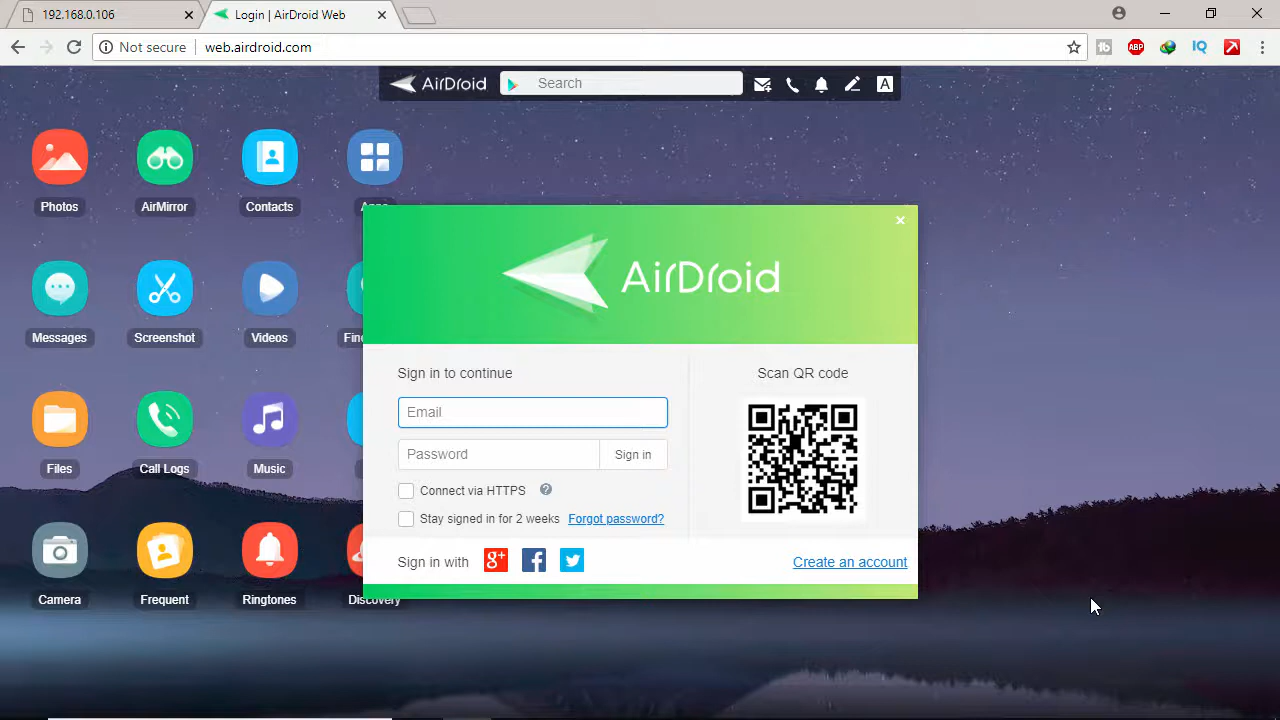 192.168.0.106
Login | AirDroid Web
Not secure
web.airdroid.com
tb
ABP
IQ
AirDroid
Search
A
Photos
AirMirror
Contacts
Messages
Screenshot
Videos
Files
Call Logs
Music
Camera
Frequent
Ringtones
Discovery
AirDroid
Sign in to continue
Scan QR code
Email
Password
Sign in
Connect via HTTPS
?
Stay signed in for 2 weeks
Forgot password?
Sign in with
g+
f
Create an account